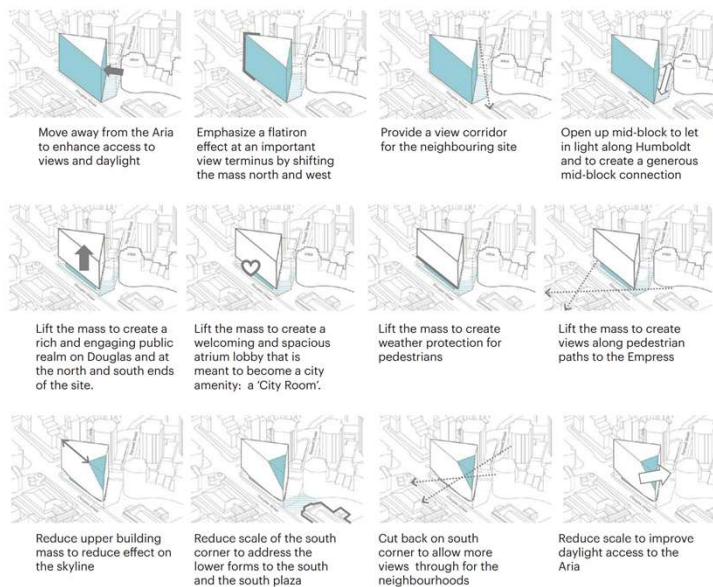 Move away from the Aria
to enhance access to
views and daylight
Emphasize a flatiron
effect at an important
view terminus by shifting
the mass north and west
Provide a view corridor
for the neighbouring site
Open up mid-block to let
in light along Humboldt
and to create a generous
mid-block connection
Lift the mass to create a
rich and engaging public
realm on Douglas and at
the north and south ends
of the site.
Lift the mass to create a
welcoming and spacious
atrium lobby that is
meant to become a city
amenity: a ‘City Room’.
Lift the mass to create
weather protection for
pedestrians
Lift the mass to create
views along pedestrian
paths to the Empress
Reduce upper building
mass to reduce effect on
the skyline
Reduce scale of the south
corner to address the
lower forms to the south
and the south plaza
Cut back on south
corner to allow more
views through for the
neighbourhoods
Reduce scale to improve
daylight access to the
Aria